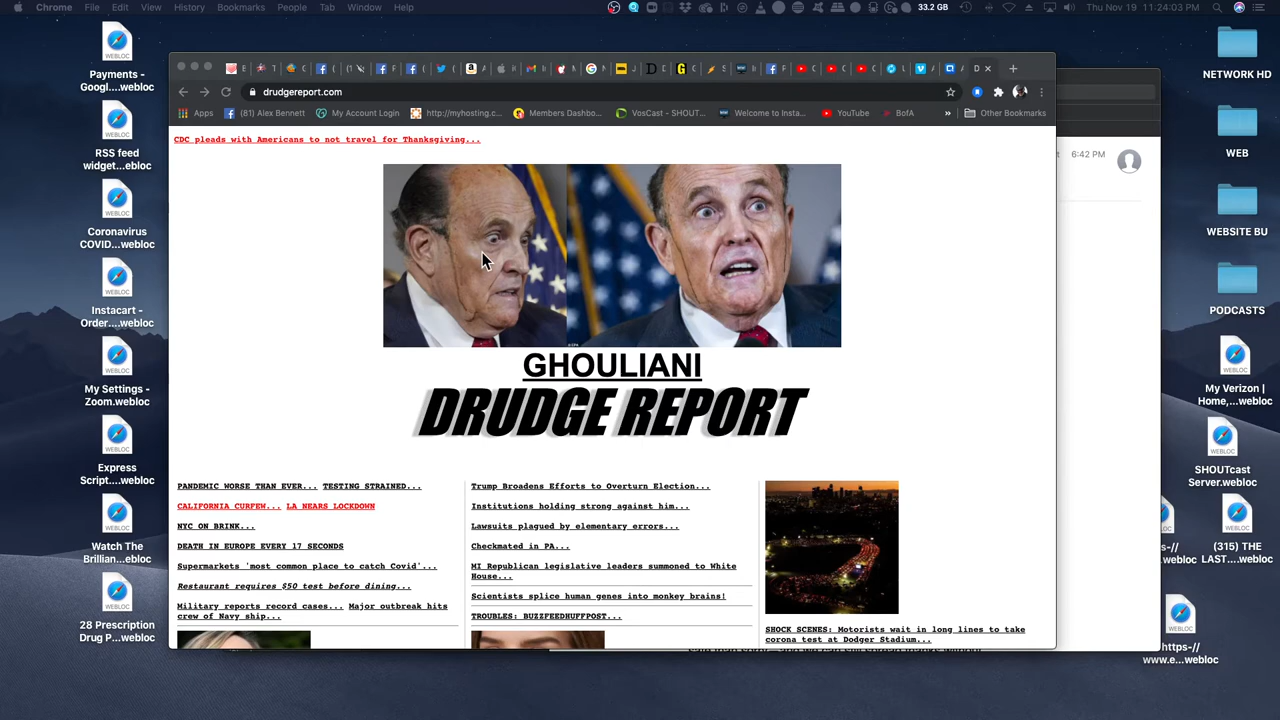 Chrome File Edit View History Bookmarks People Tab Window Help 33.2 GB Thu Nov 19 11:24:03 AM
Payments -
Googl....webloc
RSS feed
widget...ebloc
Coronavirus
COVID...webloc
Instacart -
Order....webloc
My Settings -
Zoom.webloc
Express
Script....webloc
Watch The
Brillian...ebloc
28 Prescription
Drug P...webloc
drudgereport.com
Apps (81) Alex Bennett My Account Login http://myhosting.c... Members Dashbo... VosCast - SHOUT... Welcome to Insta... YouTube BofA » Other Bookmarks
6:42 PM
CDC pleads with Americans to not travel for Thanksgiving...
GHOULIANI
DRUDGE REPORT
PANDEMIC WORSE THAN EVER... TESTING STRAINED...
CALIFORNIA CURFEW... LA NEARS LOCKDOWN
NYC ON BRINK...
DEATH IN EUROPE EVERY 17 SECONDS
Supermarkets 'most common place to catch Covid'...
Restaurant requires $50 test before dining...
Military reports record cases... Major outbreak hits
crew of Navy ship...
Trump Broadens Efforts to Overturn Election...
Institutions holding strong against him...
Lawsuits plagued by elementary errors...
Checkmated in PA...
MI Republican legislative leaders summoned to White
House...
Scientists splice human genes into monkey brains!
TROUBLES: BUZZFEEDHUFFPOST...
SHOCK SCENES: Motorists wait in long lines to take
corona test at Dodger Stadium...
NETWORK HD
WEB
WEBSITE BU
PODCASTS
My Verizon |
Home,...webloc
SHOUTcast
Server.webloc
(315) THE
LAST...WEBLOC
https-//
www.e...webloc